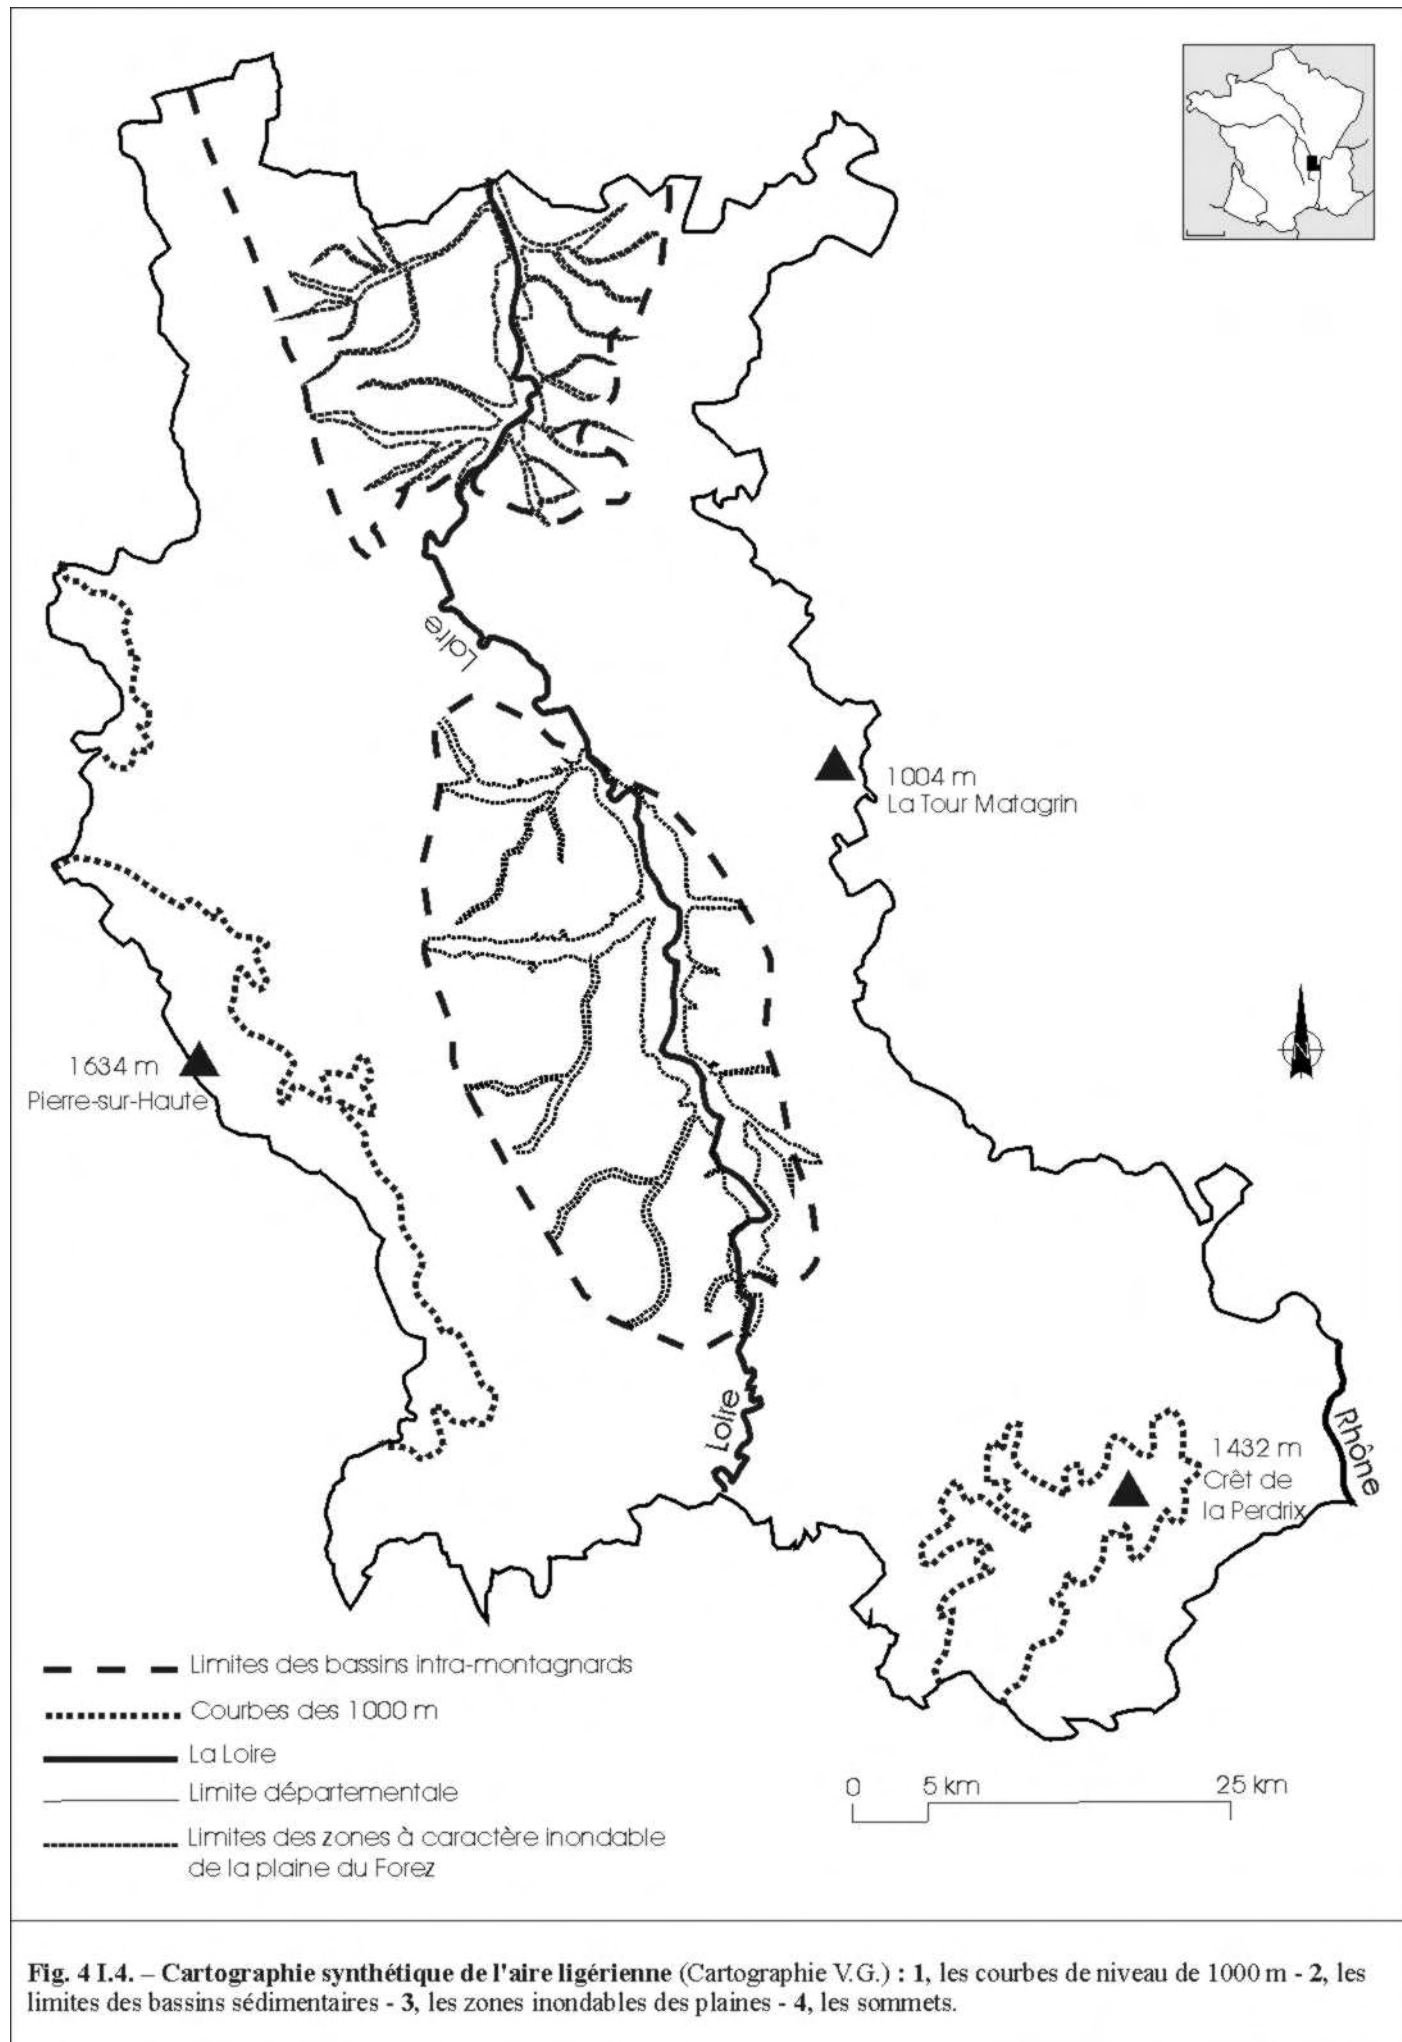 Loire
1004 m
La Tour Matagrin
1634 m
Pierre-sur-Haute
N
Loire
Rhône
1432 m
Crêt de
la Perdrix
Limites des bassins intra-montagnards
Courbes des 1000 m
La Loire
Limite départementale
Limites des zones à caractère inondable
de la plaine du Forez
0 5 km 25 km
Fig. 4 I.4. – Cartographie synthétique de l'aire ligérienne (Cartographie V.G.) : 1, les courbes de niveau de 1000 m - 2, les
limites des bassins sédimentaires - 3, les zones inondables des plaines - 4, les sommets.